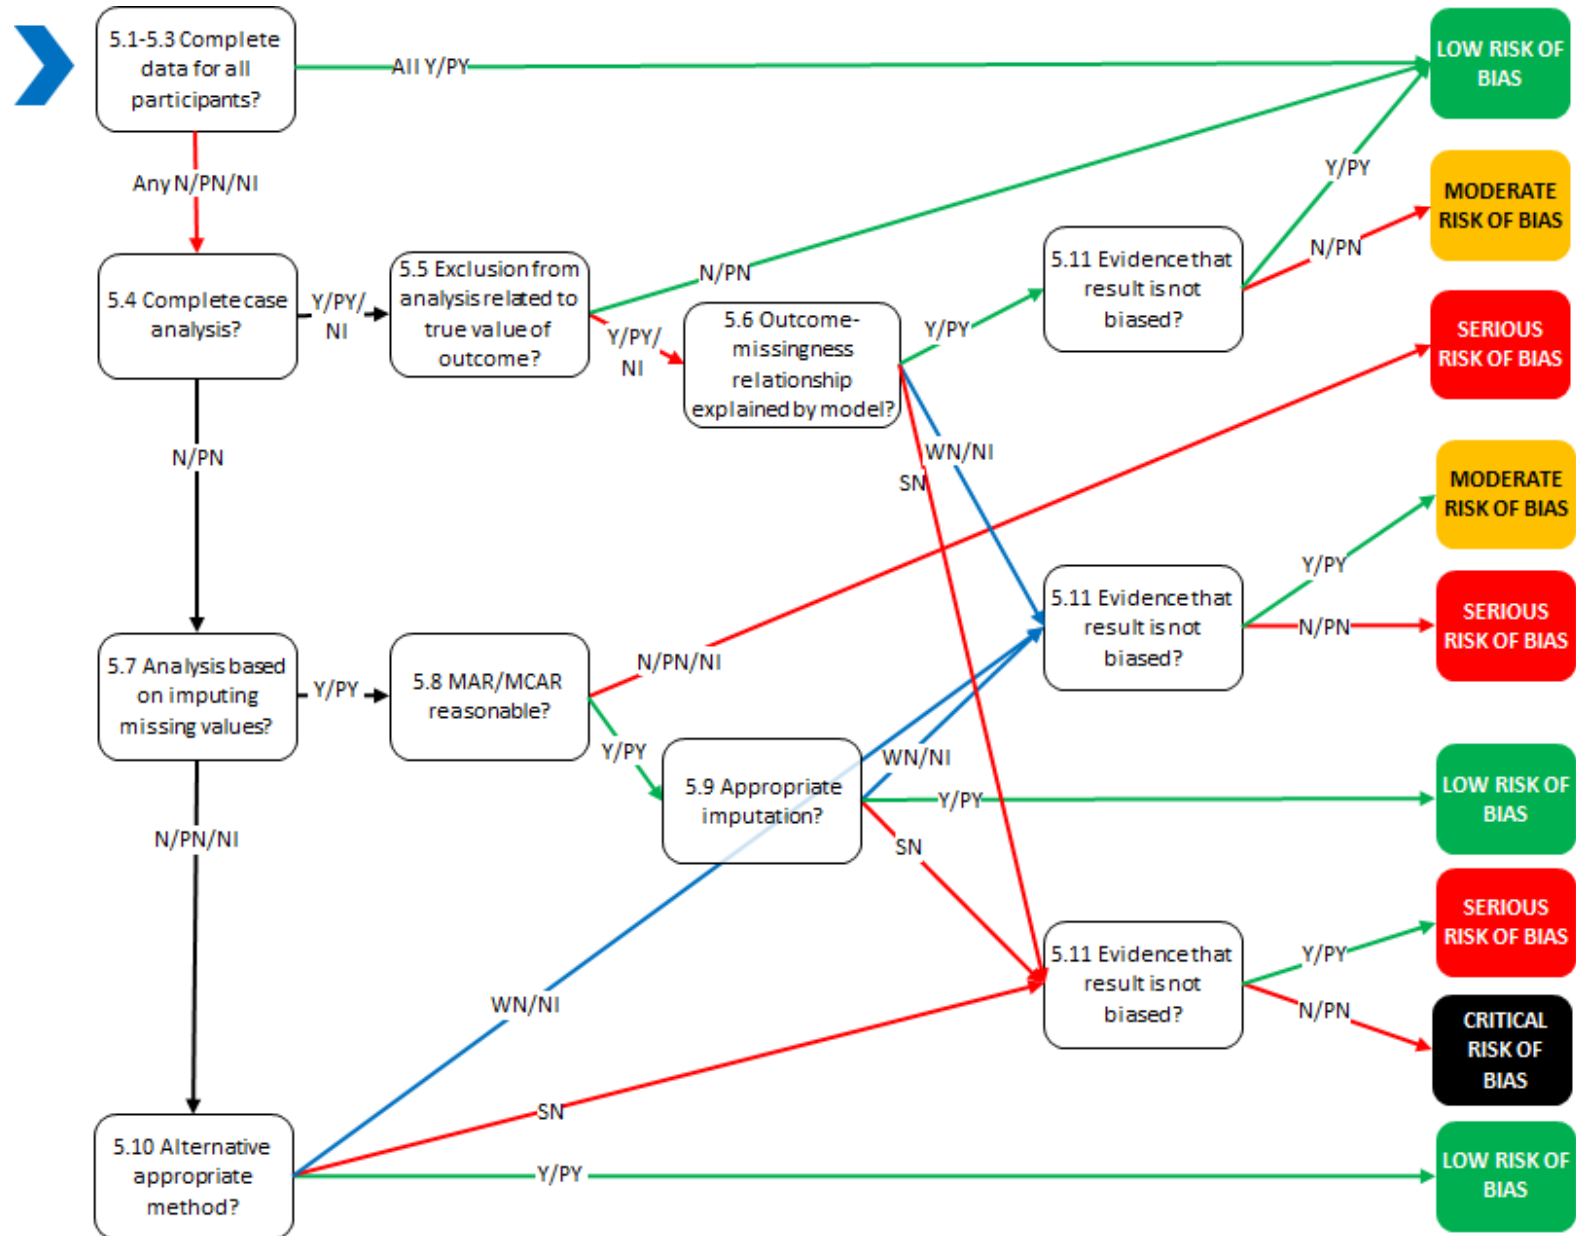 5.1-5.3 Complete
data for all
participants?
All Y/PY
LOW RISK OF
BIAS
Any N/PN/NI
Y/PY
MODERATE
RISK OF BIAS
5.4 Complete case
analysis?
Y/PY/
NI
5.5 Exclusion from
analysis related to
true value of
outcome?
N/PN
Y/PY/
NI
5.6 Outcome-
missingness
relationship
explained by model?
Y/PY
5.11 Evidence that
result is not
biased?
N/PN
SERIOUS
RISK OF BIAS
N/PN
WN/NI
SN
MODERATE
RISK OF BIAS
5.11 Evidence that
result is not
biased?
Y/PY
N/PN
SERIOUS
RISK OF BIAS
5.7 Analysis based
on imputing
missing values?
Y/PY
5.8 MAR/MCAR
reasonable?
N/PN/NI
Y/PY
5.9 Appropriate
imputation?
WN/NI
Y/PY
SN
LOW RISK OF
BIAS
N/PN/NI
SERIOUS
RISK OF BIAS
5.11 Evidence that
result is not
biased?
Y/PY
N/PN
CRITICAL
RISK OF
BIAS
WN/NI
SN
5.10 Alternative
appropriate
method?
Y/PY
LOW RISK OF
BIAS